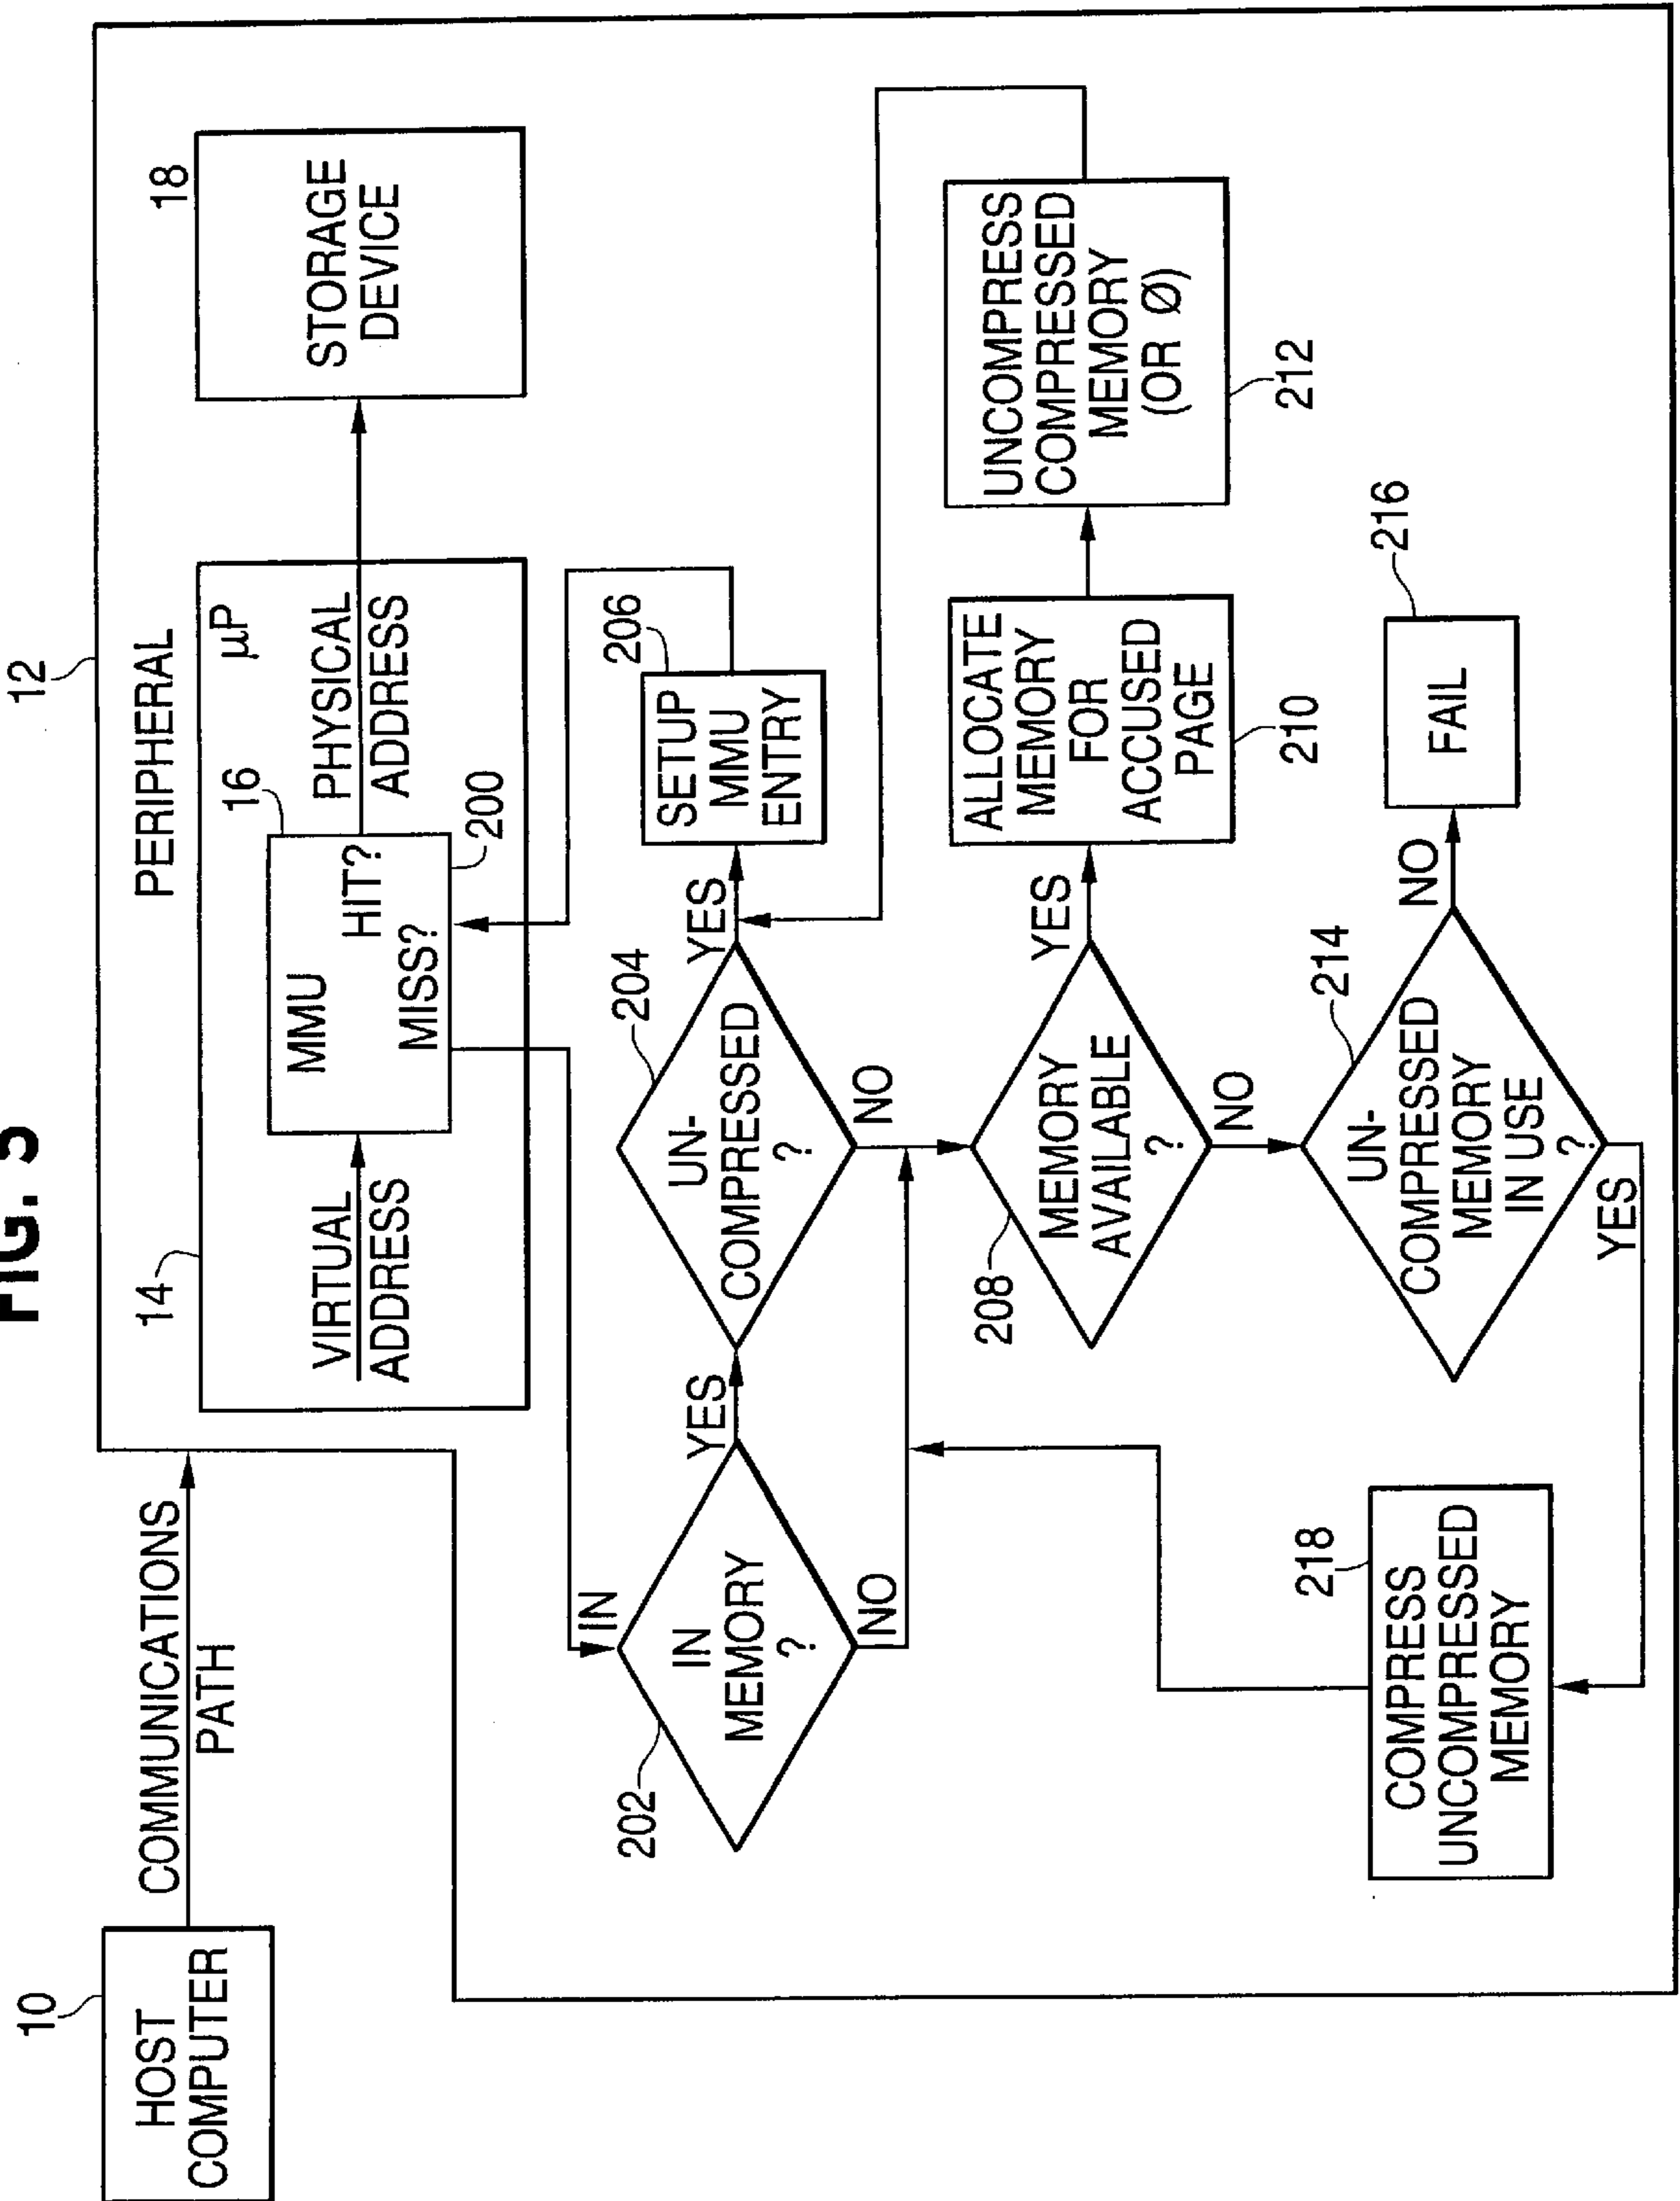 FIG.
10
HOST
COMPUTER
COMMUNICATIONS
PATH
12
PERIPHERAL
14
µP
VIRTUAL
ADDRESS
16
MMU
HIT?
MISS?
200
PHYSICAL
ADDRESS
18
STORAGE
DEVICE
IN
202
IN
MEMORY
?
YES
NO
204
UN-
COMPRESSED
?
YES
NO
206
SETUP
MMU
ENTRY
208
MEMORY
AVAILABLE
?
YES
NO
ALLOCATE
MEMORY
FOR
ACCUSED
PAGE
210
UNCOMPRESS
COMPRESSED
MEMORY
(OR Ø)
212
214
UN-
COMPRESSED
MEMORY
IN USE
?
NO
YES
216
FAIL
218
COMPRESS
UNCOMPRESSED
MEMORY